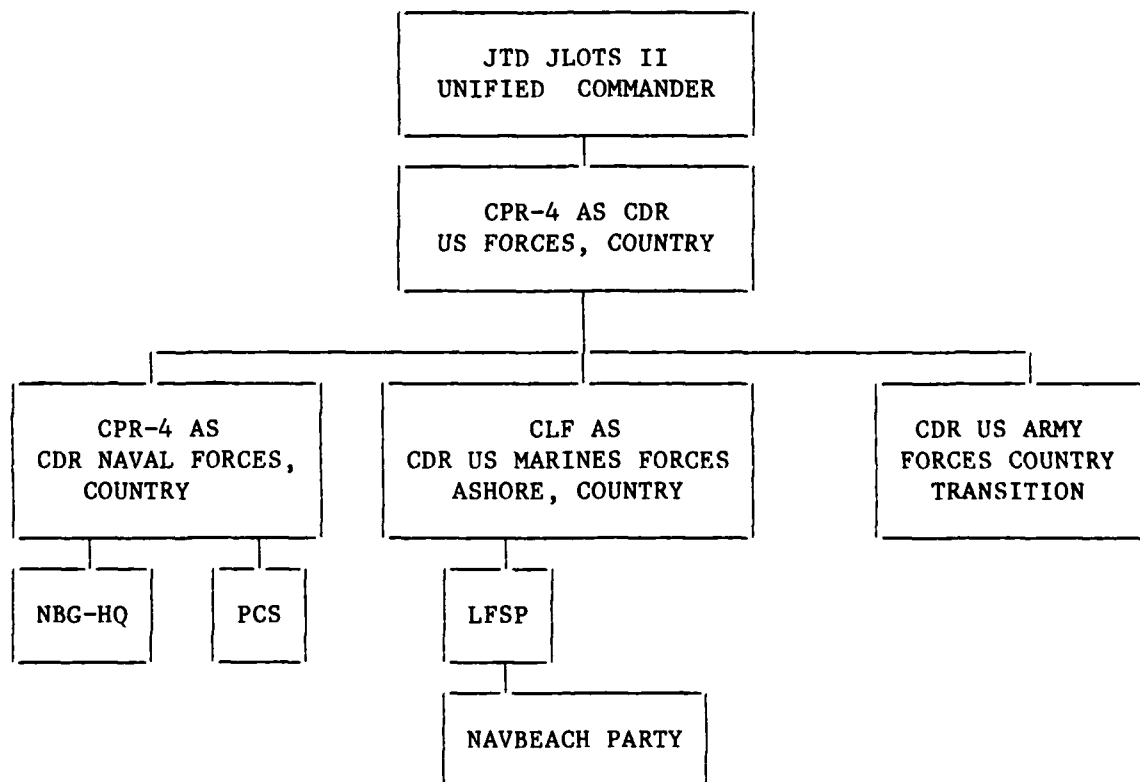 JTD JLOTS II
UNIFIED COMMANDER
CPR-4 AS CDR
US FORCES, COUNTRY
CPR-4 AS
CDR NAVAL FORCES,
COUNTRY
CLF AS
CDR US MARINES FORCES
ASHORE, COUNTRY
CDR US ARMY
FORCES COUNTRY
TRANSITION
NBG-HQ
PCS
LFSP
NAVBEACH PARTY